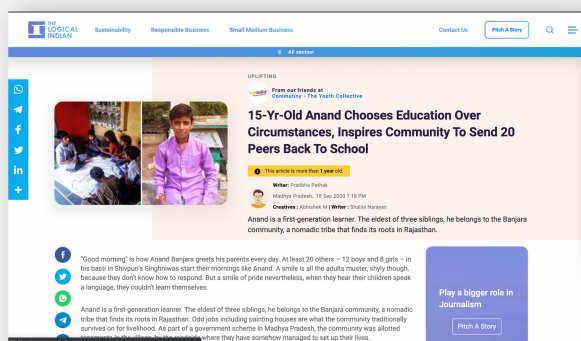 THE
LOGICAL
INDIAN
Sustainability
Responsible Business
Small Medium Business
Contact Us
Pitch A Story
All section
UPLIFTING
From our friends at
Commutiny - The Youth Collective
15-Yr-Old Anand Chooses Education Over
Circumstances, Inspires Community To Send 20
Peers Back To School
This article is more than 1 year old.
Writer: Pratibha Pathak
Madhya Pradesh, 16 Sep 2020 7:18 PM
Creatives : Abhishek M | Writer : Shalini Narayan
Anand is a first-generation learner. The eldest of three siblings, he belongs to the Banjara
community, a nomadic tribe that finds its roots in Rajasthan.
"Good morning" is how Anand Banjara greets his parents every day. At least 20 others – 12 boys and 8 girls – in
his basti in Shivpuri's Singhniwas start their mornings like Anand. A smile is all the adults muster, shyly though,
because they don't know how to respond. But a smile of pride nevertheless, when they hear their children speak
a language, they couldn't learn themselves.
Anand is a first-generation learner. The eldest of three siblings, he belongs to the Banjara community, a nomadic
tribe that finds its roots in Rajasthan. Odd jobs including painting houses are what the community traditionally
survives on for livelihood. As part of a government scheme in Madhya Pradesh, the community was allotted
where they have somehow managed to set up their lives.
Play a bigger role in
Journalism
Pitch A Story